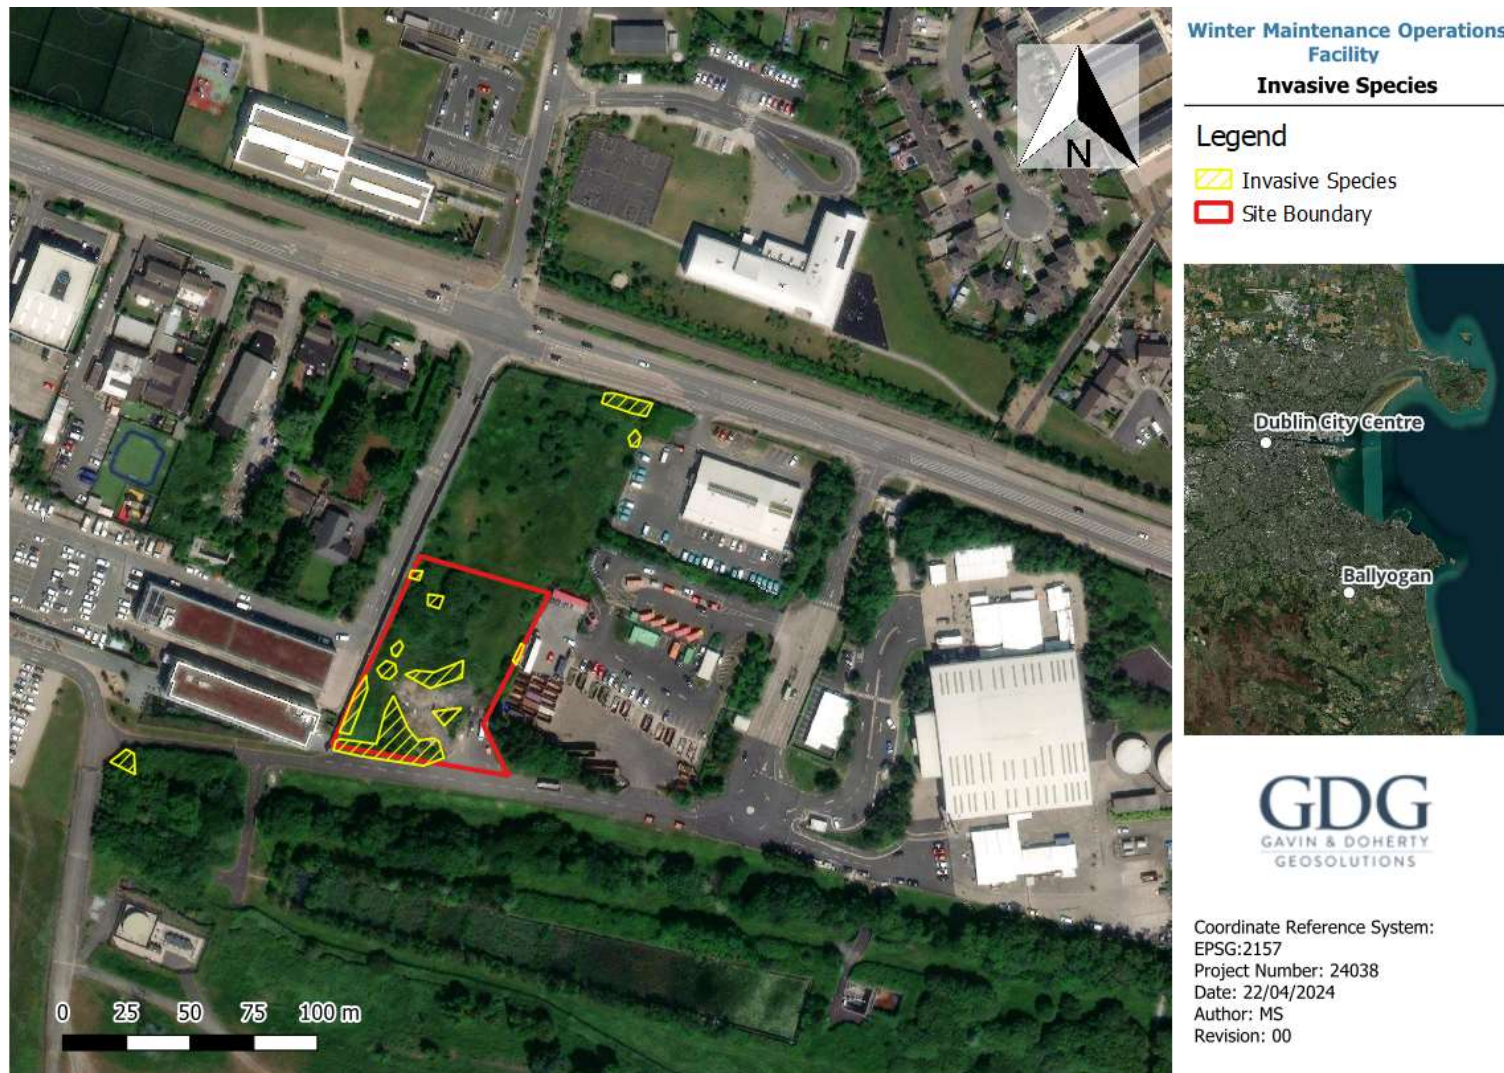 Winter Maintenance Operations
Facility
Invasive Species
Legend
Invasive Species
Site Boundary
N
Dublin City Centre
Ballyogan
GDG
GAVIN & DOHERTY
GEOSOLUTIONS
Coordinate Reference System:
EPSG:2157
Project Number: 24038
Date: 22/04/2024
Author: MS
Revision: 00
0 25 50 75 100 m